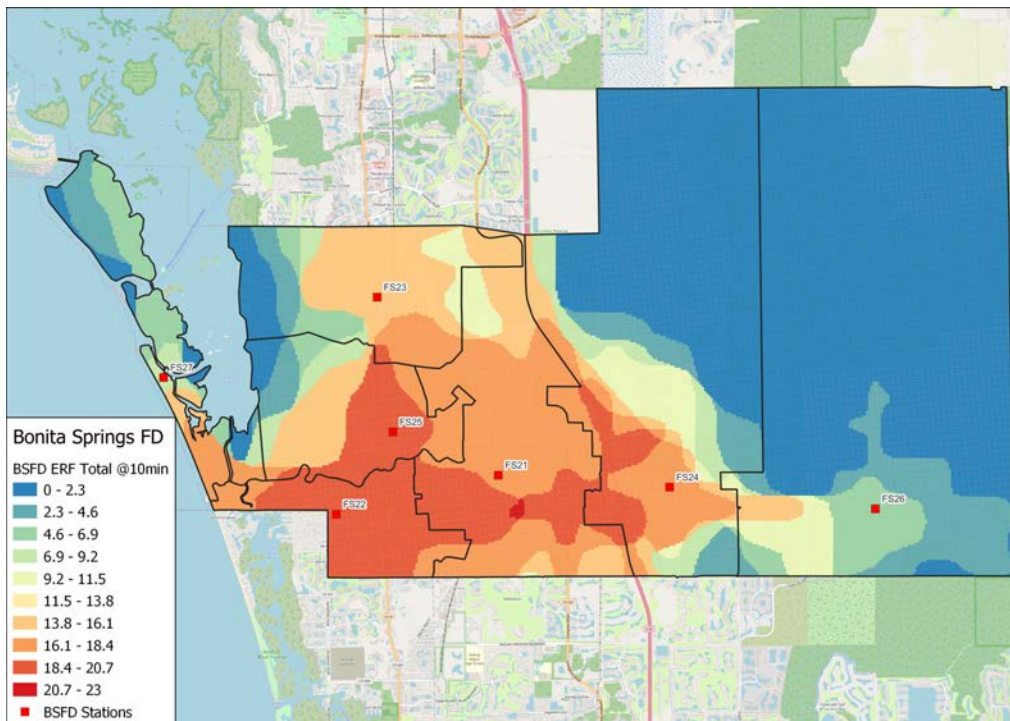 FS23
FS27
FS25
FS21
FS24
FS22
FS26
Bonita Springs FD
BSFD ERF Total @10min
0 - 2.3
2.3 - 4.6
4.6 - 6.9
6.9 - 9.2
9.2 - 11.5
11.5 - 13.8
13.8 - 16.1
16.1 - 18.4
18.4 - 20.7
20.7 - 23
BSFD Stations